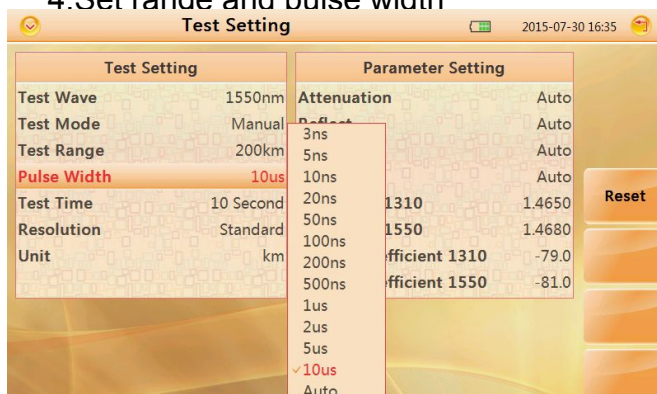 4.Set range and pulse width
Test Setting
2015-07-30 16:35
Test Setting
Test Wave 1550nm
Test Mode Manual
Test Range 200km
Pulse Width 10us
Test Time 10 Second
Resolution Standard
Unit km
Parameter Setting
Attenuation Auto
Reflect Auto
Auto
Auto
1310 1.4650
1550 1.4680
efficient 1310 -79.0
efficient 1550 -81.0
3ns
5ns
10ns
20ns
50ns
100ns
200ns
500ns
1us
2us
5us
10us
Auto
Reset